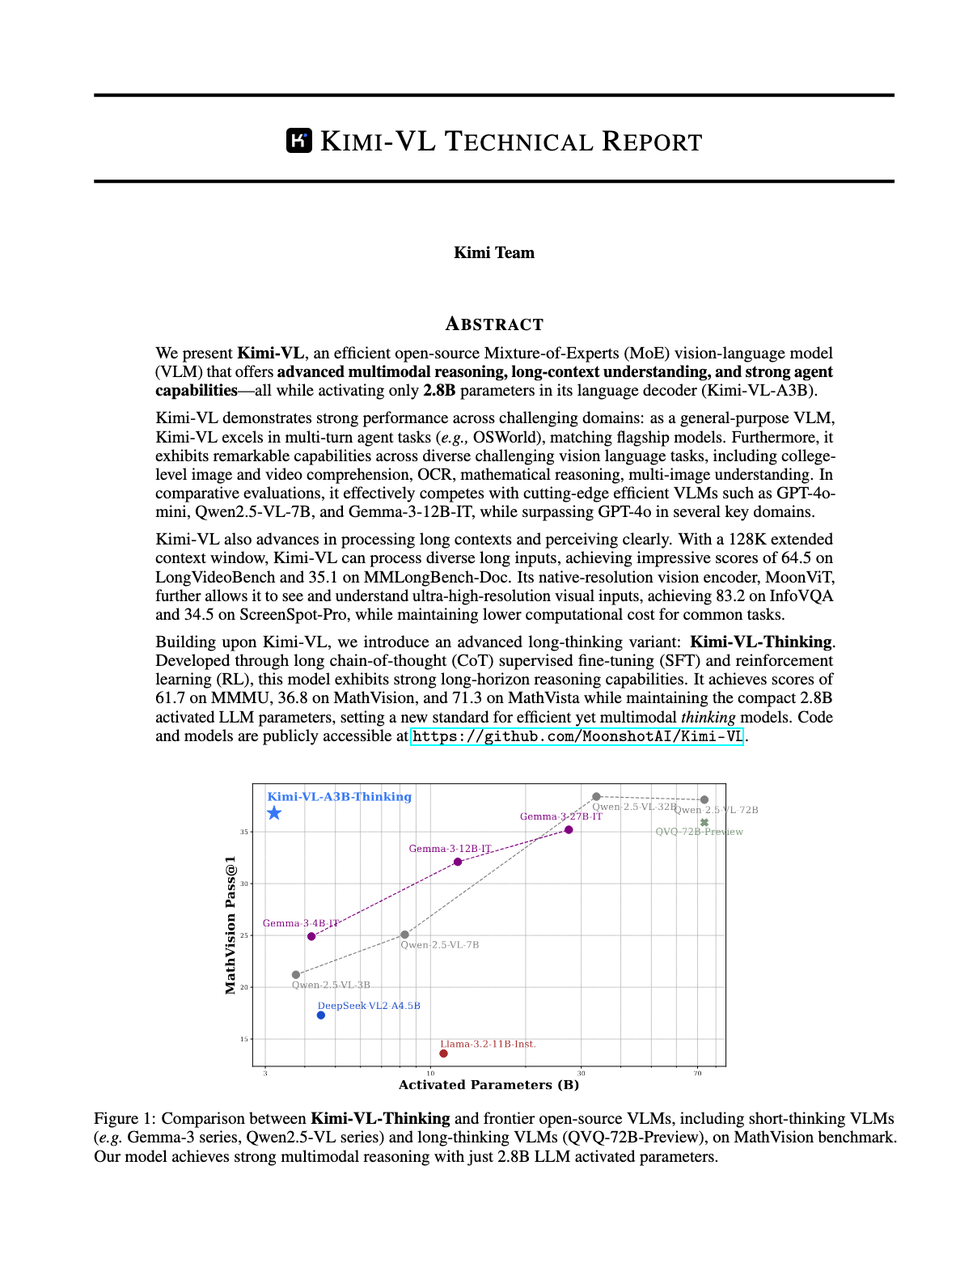 KIMI-VL TECHNICAL REPORT
Kimi Team
ABSTRACT
We present Kimi-VL, an efficient open-source Mixture-of-Experts (MoE) vision-language model
(VLM) that offers advanced multimodal reasoning, long-context understanding, and strong agent
capabilities—all while activating only 2.8B parameters in its language decoder (Kimi-VL-A3B).
Kimi-VL demonstrates strong performance across challenging domains: as a general-purpose VLM,
Kimi-VL excels in multi-turn agent tasks (e.g., OSWorld), matching flagship models. Furthermore, it
exhibits remarkable capabilities across diverse challenging vision language tasks, including college-
level image and video comprehension, OCR, mathematical reasoning, multi-image understanding. In
comparative evaluations, it effectively competes with cutting-edge efficient VLMs such as GPT-4o-
mini, Qwen2.5-VL-7B, and Gemma-3-12B-IT, while surpassing GPT-4o in several key domains.
Kimi-VL also advances in processing long contexts and perceiving clearly. With a 128K extended
context window, Kimi-VL can process diverse long inputs, achieving impressive scores of 64.5 on
LongVideoBench and 35.1 on MMLongBench-Doc. Its native-resolution vision encoder, MoonViT,
further allows it to see and understand ultra-high-resolution visual inputs, achieving 83.2 on InfoVQA
and 34.5 on ScreenSpot-Pro, while maintaining lower computational cost for common tasks.
Building upon Kimi-VL, we introduce an advanced long-thinking variant: Kimi-VL-Thinking.
Developed through long chain-of-thought (CoT) supervised fine-tuning (SFT) and reinforcement
learning (RL), this model exhibits strong long-horizon reasoning capabilities. It achieves scores of
61.7 on MMMU, 36.8 on MathVision, and 71.3 on MathVista while maintaining the compact 2.8B
activated LLM parameters, setting a new standard for efficient yet multimodal thinking models. Code
and models are publicly accessible at https://github.com/MoonshotAI/Kimi-VL.
Kimi-VL-A3B-Thinking
Qwen-2.5-VL-32B
Qwen-2.5-VL-72B
Gemma-3-27B-IT
QVQ-72B-Preview
Gemma-3-12B-IT
Gemma-3-4B-IT
Qwen-2.5-VL-7B
Qwen-2.5-VL-3B
DeepSeek-VL2-A4.5B
Llama-3.2-11B-Inst.
MathVision Pass@1
35
30
25
20
15
3
10
30
70
Activated Parameters (B)
Figure 1: Comparison between Kimi-VL-Thinking and frontier open-source VLMs, including short-thinking VLMs
(e.g. Gemma-3 series, Qwen2.5-VL series) and long-thinking VLMs (QVQ-72B-Preview), on MathVision benchmark.
Our model achieves strong multimodal reasoning with just 2.8B LLM activated parameters.